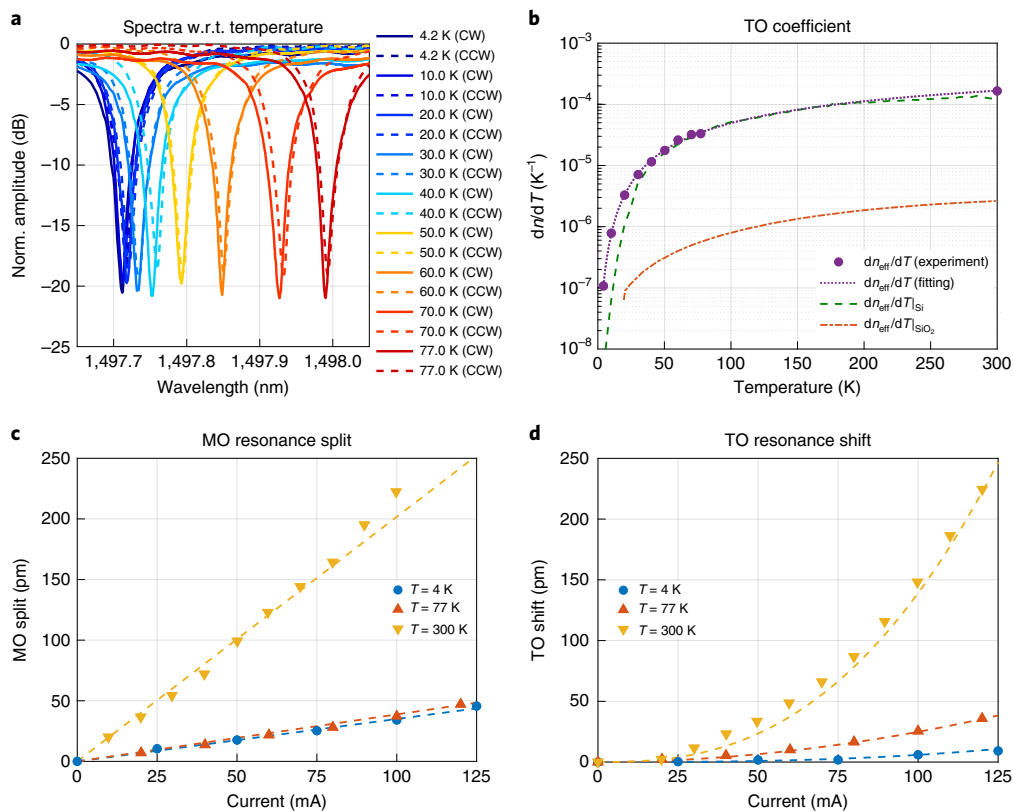 a
Spectra w.r.t. temperature
Norm. amplitude (dB)
0
−5
−10
−15
−20
−25
1,497.7
1,497.8
1,497.9
1,498.0
Wavelength (nm)
4.2 K (CW)
4.2 K (CCW)
10.0 K (CW)
10.0 K (CCW)
20.0 K (CW)
20.0 K (CCW)
30.0 K (CW)
30.0 K (CCW)
40.0 K (CW)
40.0 K (CCW)
50.0 K (CW)
50.0 K (CCW)
60.0 K (CW)
60.0 K (CCW)
70.0 K (CW)
70.0 K (CCW)
77.0 K (CW)
77.0 K (CCW)
b
TO coefficient
dn/dT (K⁻¹)
10⁻³
10⁻⁴
10⁻⁵
10⁻⁶
10⁻⁷
10⁻⁸
dn_eff/dT (experiment)
dn_eff/dT (fitting)
dn_eff/dT|_Si
dn_eff/dT|_SiO₂
0 50 100 150 200 250 300
Temperature (K)
c
MO resonance split
MO split (pm)
250
200
150
100
50
0
T = 4 K
T = 77 K
T = 300 K
0 25 50 75 100 125
Current (mA)
d
TO resonance shift
TO shift (pm)
250
200
150
100
50
0
T = 4 K
T = 77 K
T = 300 K
0 25 50 75 100 125
Current (mA)